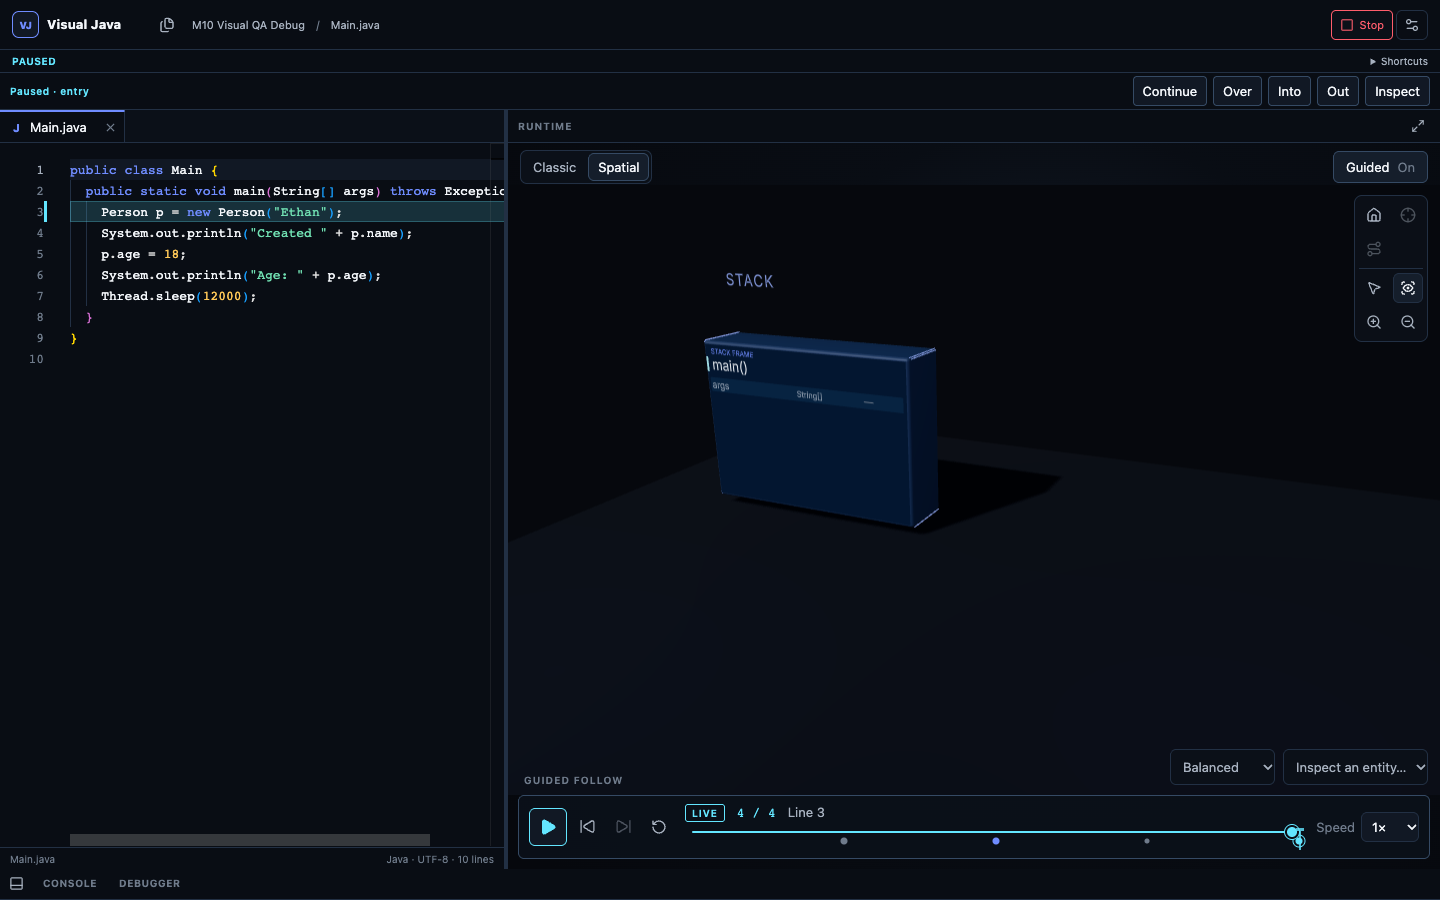 VJ Visual Java
M10 Visual QA Debug / Main.java
Stop
PAUSED
Shortcuts
Paused · entry
Continue Over Into Out Inspect
J Main.java
RUNTIME
Classic Spatial
Guided On
1 public class Main {
2 public static void main(String[] args) throws Exceptio
3 Person p = new Person("Ethan");
4 System.out.println("Created " + p.name);
5 p.age = 18;
6 System.out.println("Age: " + p.age);
7 Thread.sleep(12000);
8 }
9 }
10
STACK
STACK FRAME
main()
args String[] —
Balanced
Inspect an entity...
GUIDED FOLLOW
LIVE 4 / 4 Line 3
Speed 1×
Main.java
Java · UTF-8 · 10 lines
CONSOLE DEBUGGER